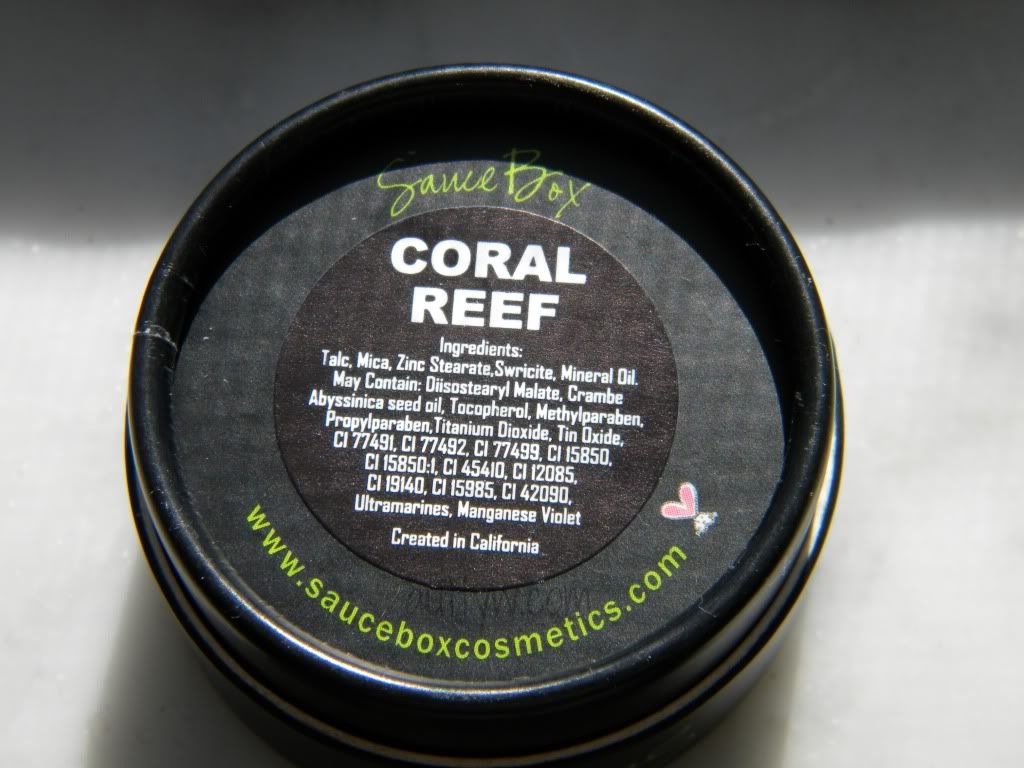 Sauce Box
CORAL
REEF
Ingredients:
Talc, Mica, Zinc Stearate,Swricite, Mineral Oil.
May Contain: Diisostearyl Malate, Crambe
Abyssinica seed oil, Tocopherol, Methylparaben,
Propylparaben,Titanium Dioxide, Tin Oxide,
CI 77491, CI 77492, CI 77499, CI 15850,
CI 15850:1, CI 45410, CI 12085,
CI 19140, CI 15985, CI 42090,
Ultramarines, Manganese Violet
Created in California
www.sauceboxcosmetics.com